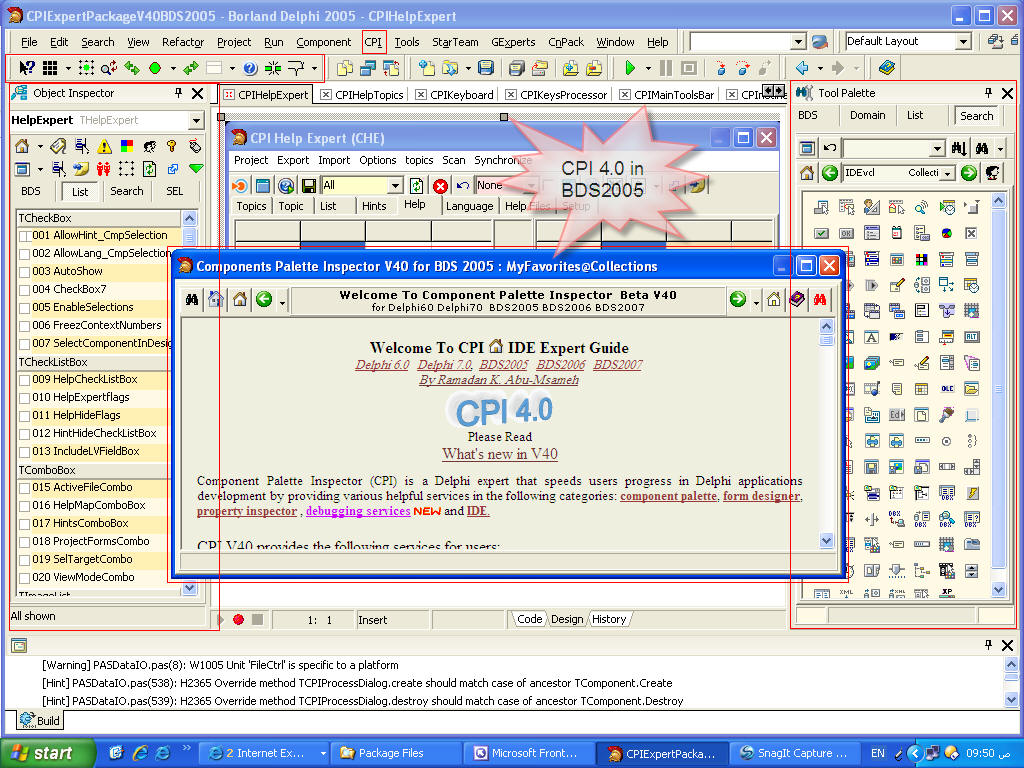 CPIExpertPackageV40BDS2005 - Borland Delphi 2005 - CPIHelpExpert
File Edit Search View Refactor Project Run Component CPI Tools StarTeam GExperts CnPack Window Help
Default Layout
Object Inspector
HelpExpert THelpExpert
BDS List Search SEL
TCheckBox
001 AllowHint_CmpSelection
002 AllowLang_CmpSelection
003 AutoShow
004 CheckBox7
005 EnableSelections
006 FreezContextNumbers
007 SelectComponentInDesig
TCheckListBox
009 HelpCheckListBox
010 HelpExpertflags
011 HelpHideFlags
012 HintHideCheckListBox
013 IncludeLVFieldBox
TComboBox
015 ActiveFileCombo
016 HelpMapComboBox
017 HintsComboBox
018 ProjectFormsCombo
019 SelTargetCombo
020 ViewModeCombo
TImageList
All shown
CPIHelpExpert CPIHelpTopics CPIKeyboard CPIKeysProcessor CPIMainToolsBar
CPI Help Expert (CHE)
Project Export Import Options topics Scan Synchronize
All None
Topics Topic List Hints Help Language Help Files Setup
CPI 4.0 in
BDS2005
Components Palette Inspector V40 for BDS 2005 : MyFavorites@Collections
Welcome To Component Palette Inspector Beta V40
for Delphi60 Delphi70 BDS2005 BDS2006 BDS2007
Welcome To CPI IDE Expert Guide
Delphi 6.0 Delphi 7.0, BDS2005 BDS2006 BDS2007
By Ramadan K. Abu-Msameh
CPI 4.0
Please Read
What's new in V40
Component Palette Inspector (CPI) is a Delphi expert that speeds users progress in Delphi applications
development by providing various helpful services in the following categories: component palette, form designer,
property inspector , debugging services NEW and IDE.
CPI V40 provides the following services for users:
1: 1 Insert Code Design History
Tool Palette
BDS Domain List Search
IDEvcl Collecti
[Warning] PASDataIO.pas(8): W1005 Unit 'FileCtrl' is specific to a platform
[Hint] PASDataIO.pas(538): H2365 Override method TCPIProcessDialog.create should match case of ancestor TComponent.Create
[Hint] PASDataIO.pas(539): H2365 Override method TCPIProcessDialog.destroy should match case of ancestor TComponent.Destroy
Build
start 2 Internet Ex... Package Files Microsoft Front... CPIExpertPacka... SnagIt Capture ... EN 09:50 ص